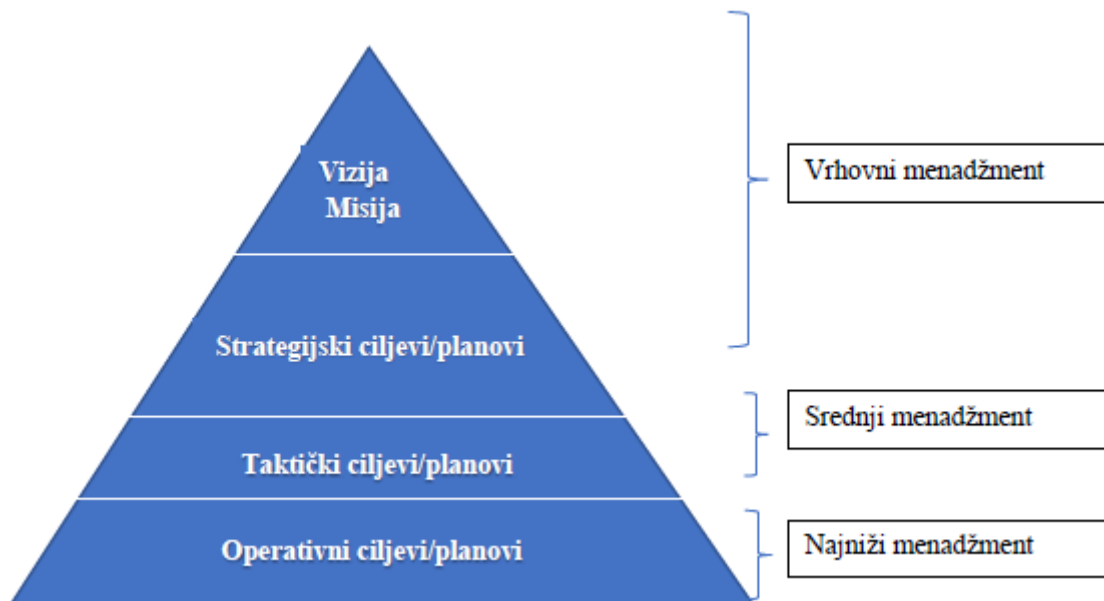 Vizija
Misija
Strategijski ciljevi/planovi
Taktički ciljevi/planovi
Operativni ciljevi/planovi
Vrhovni menadžment
Srednji menadžment
Najniži menadžment